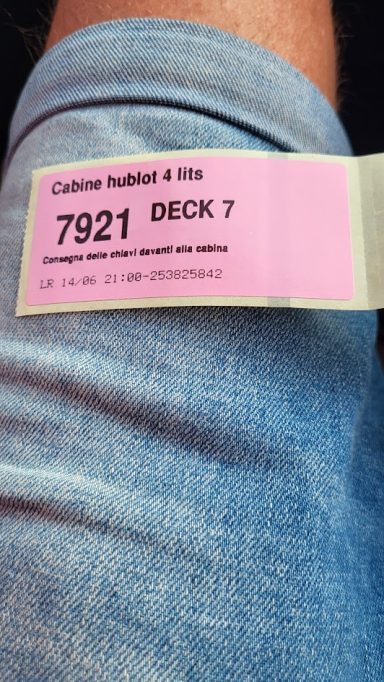 Cabine hublot 4 lits
7921 DECK 7
Consegna delle chiavi davanti alla cabina
LR 14/06 21:00-253825842